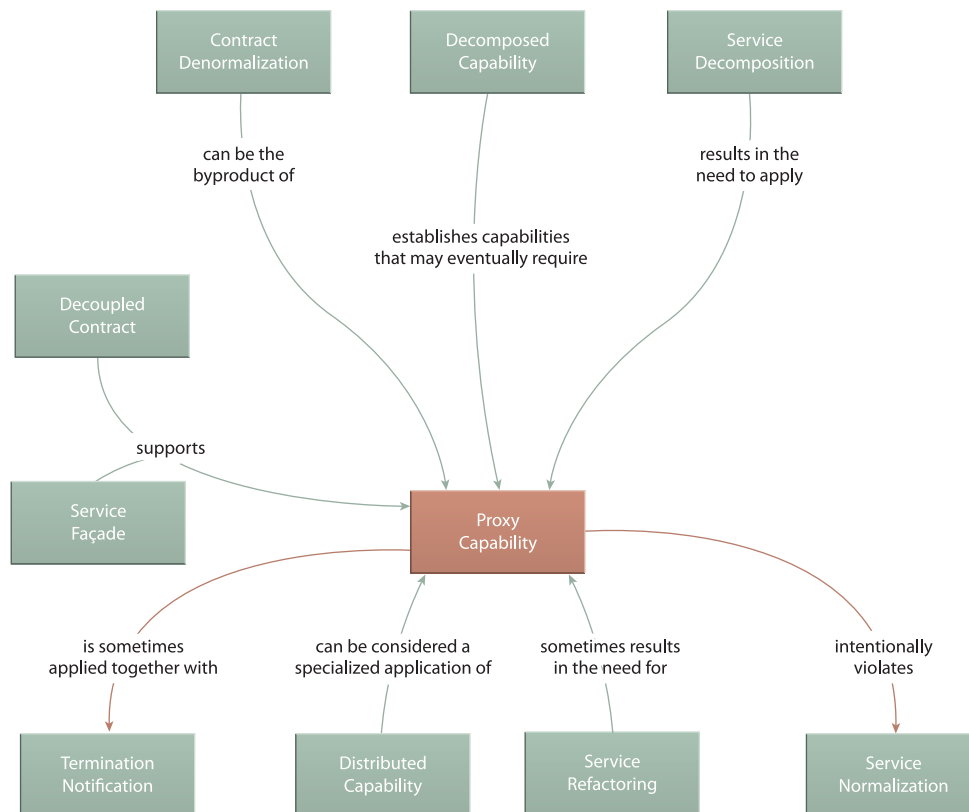 Contract
Denormalization
Decomposed
Capability
Service
Decomposition
can be the
byproduct of
results in the
need to apply
establishes capabilities
that may eventually require
Decoupled
Contract
supports
Service
Façade
Proxy
Capability
is sometimes
applied together with
can be considered a
specialized application of
sometimes results
in the need for
intentionally
violates
Termination
Notification
Distributed
Capability
Service
Refactoring
Service
Normalization